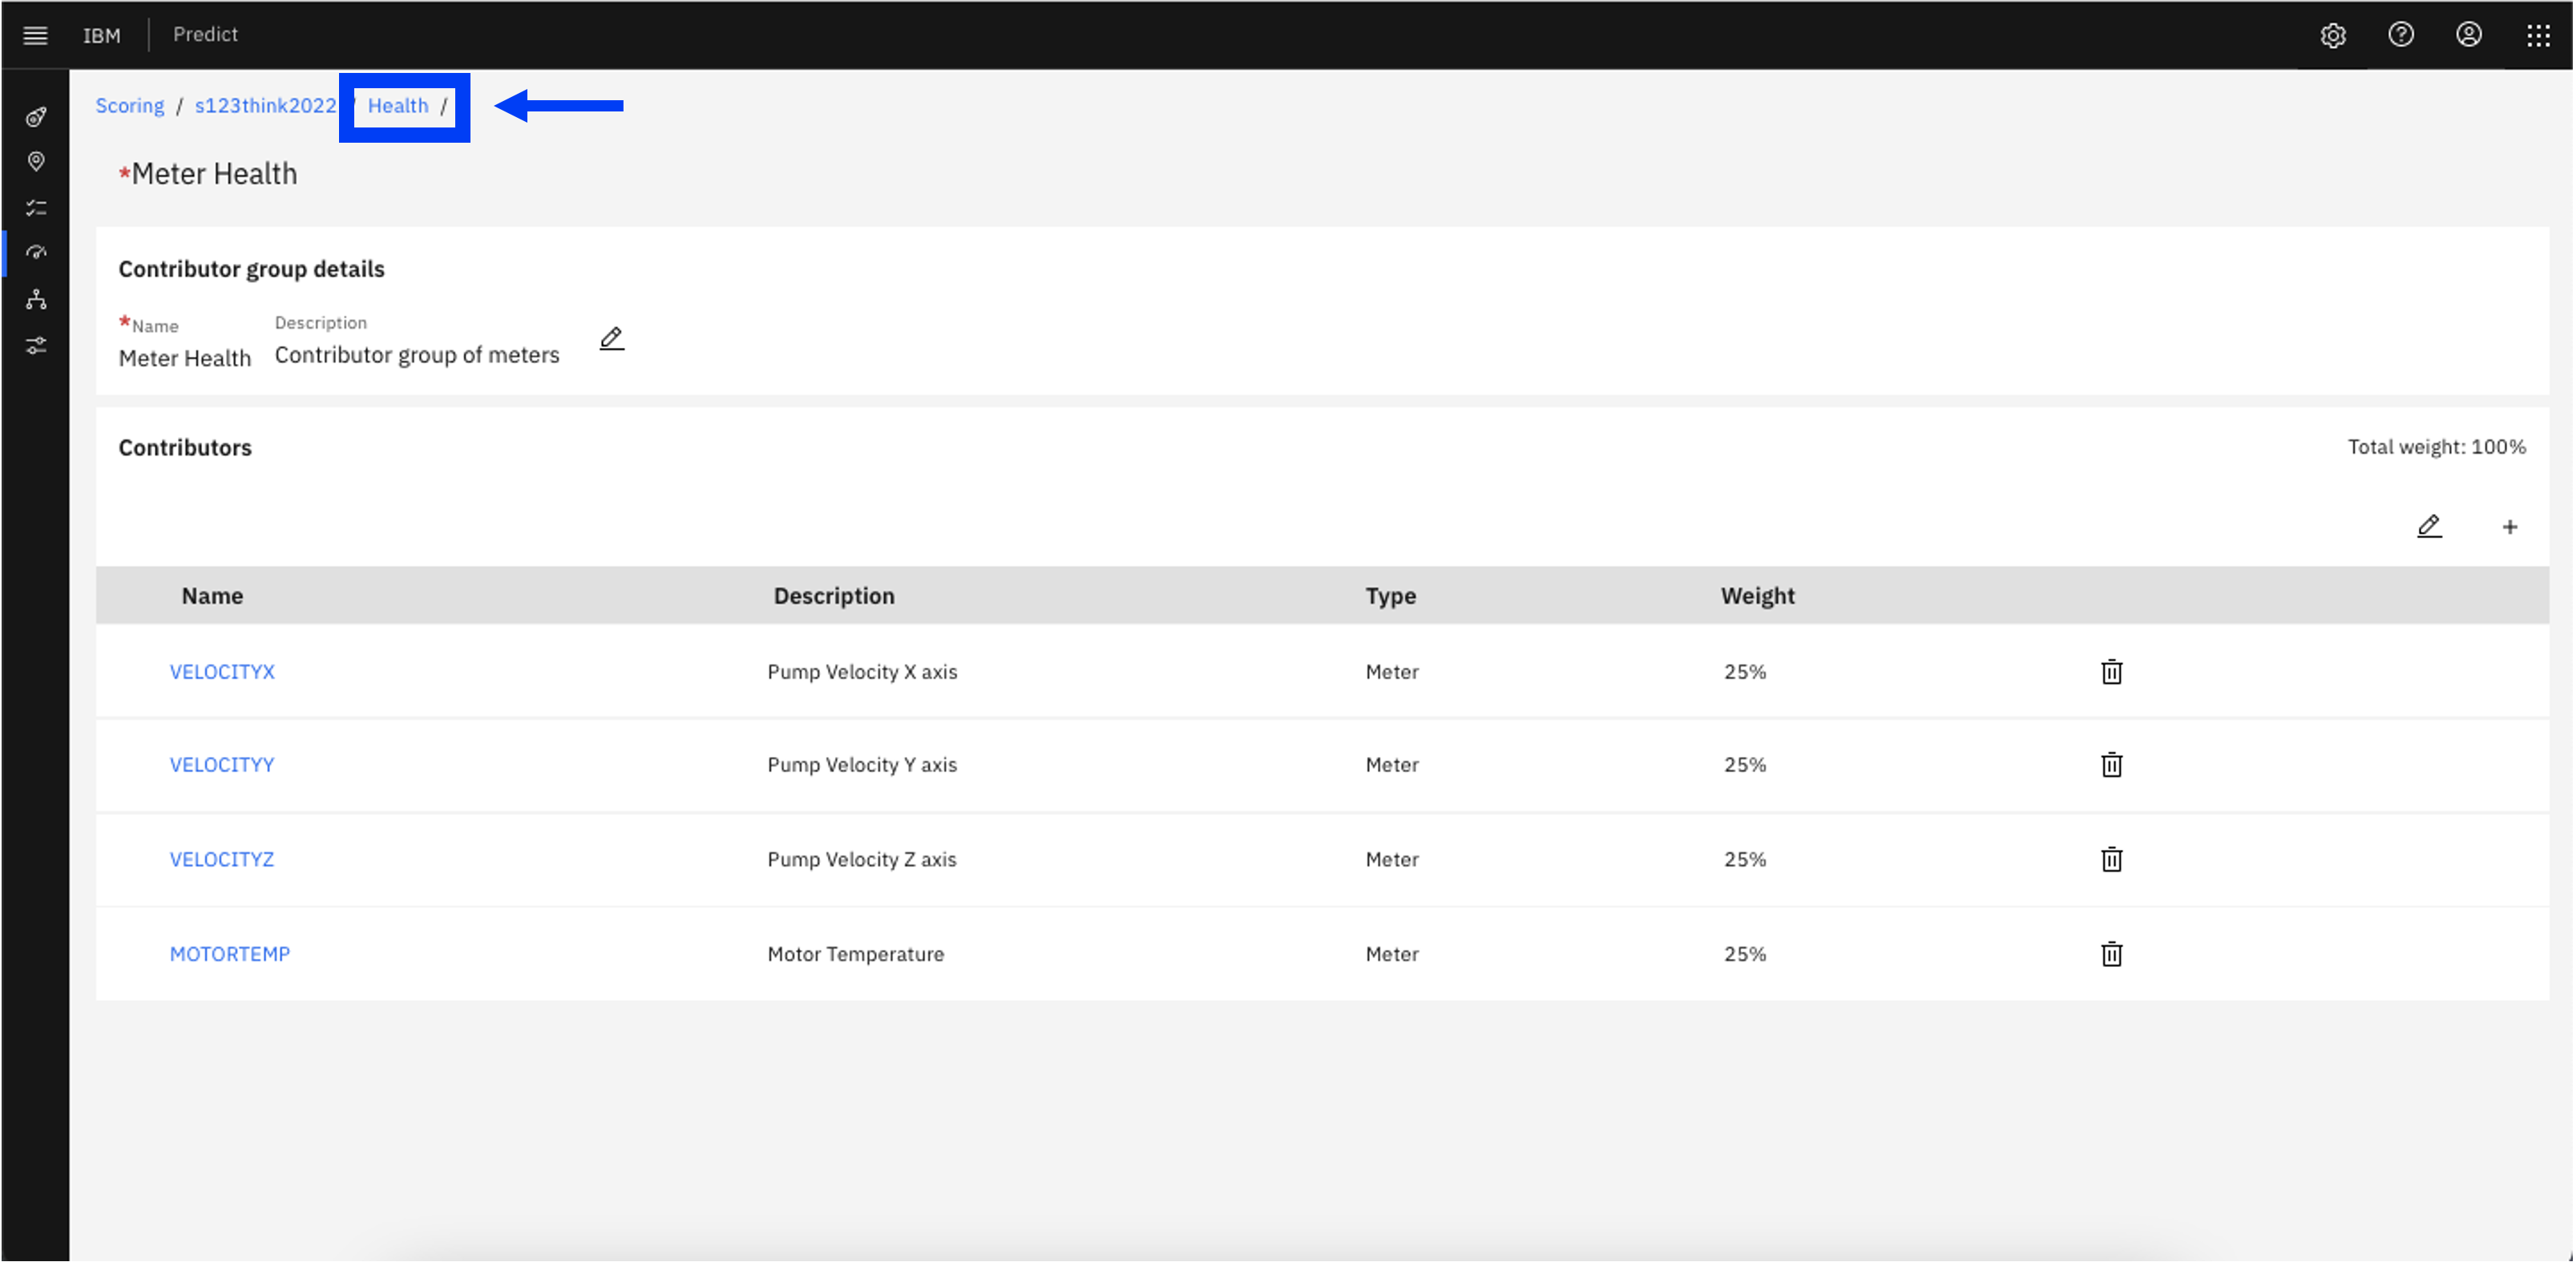 IBM Predict
Scoring / s123think2022 / Health /
*Meter Health
Contributor group details
*Name Description
Meter Health Contributor group of meters
Contributors Total weight: 100%
Name Description Type Weight
VELOCITYX Pump Velocity X axis Meter 25%
VELOCITYY Pump Velocity Y axis Meter 25%
VELOCITYZ Pump Velocity Z axis Meter 25%
MOTORTEMP Motor Temperature Meter 25%